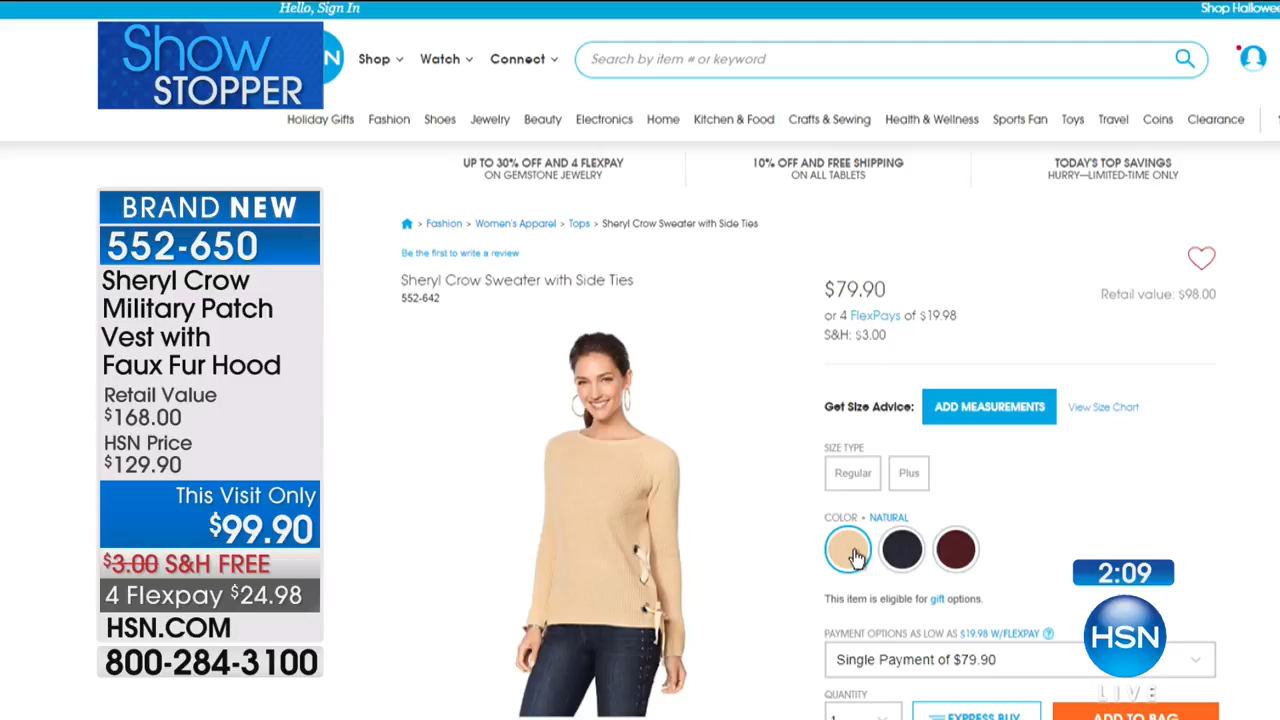 Hello, Sign In
Shop Hallowee
Show
STOPPER
N
Shop
Watch
Connect
Search by item # or keyword
Holiday Gifts
Fashion
Shoes
Jewelry
Beauty
Electronics
Home
Kitchen & Food
Crafts & Sewing
Health & Wellness
Sports Fan
Toys
Travel
Coins
Clearance
UP TO 30% OFF AND 4 FLEXPAY
ON GEMSTONE JEWELRY
10% OFF AND FREE SHIPPING
ON ALL TABLETS
TODAY'S TOP SAVINGS
HURRY—LIMITED-TIME ONLY
BRAND NEW
552-650
Sheryl Crow
Military Patch
Vest with
Faux Fur Hood
Retail Value
$168.00
HSN Price
$129.90
This Visit Only
$99.90
$3.00 S&H FREE
4 Flexpay $24.98
HSN.COM
800-284-3100
> Fashion > Women's Apparel > Tops > Sheryl Crow Sweater with Side Ties
Be the first to write a review
Sheryl Crow Sweater with Side Ties
552-642
$79.90
Retail value: $98.00
or 4 FlexPays of $19.98
S&H: $3.00
Get Size Advice:
ADD MEASUREMENTS
View Size Chart
SIZE TYPE
Regular
Plus
COLOR • NATURAL
This item is eligible for gift options.
PAYMENT OPTIONS AS LOW AS $19.98 W/FLEXPAY ?
Single Payment of $79.90
QUANTITY
1
EXPRESS BUY
ADD TO BAG
2:09
HSN
LIVE